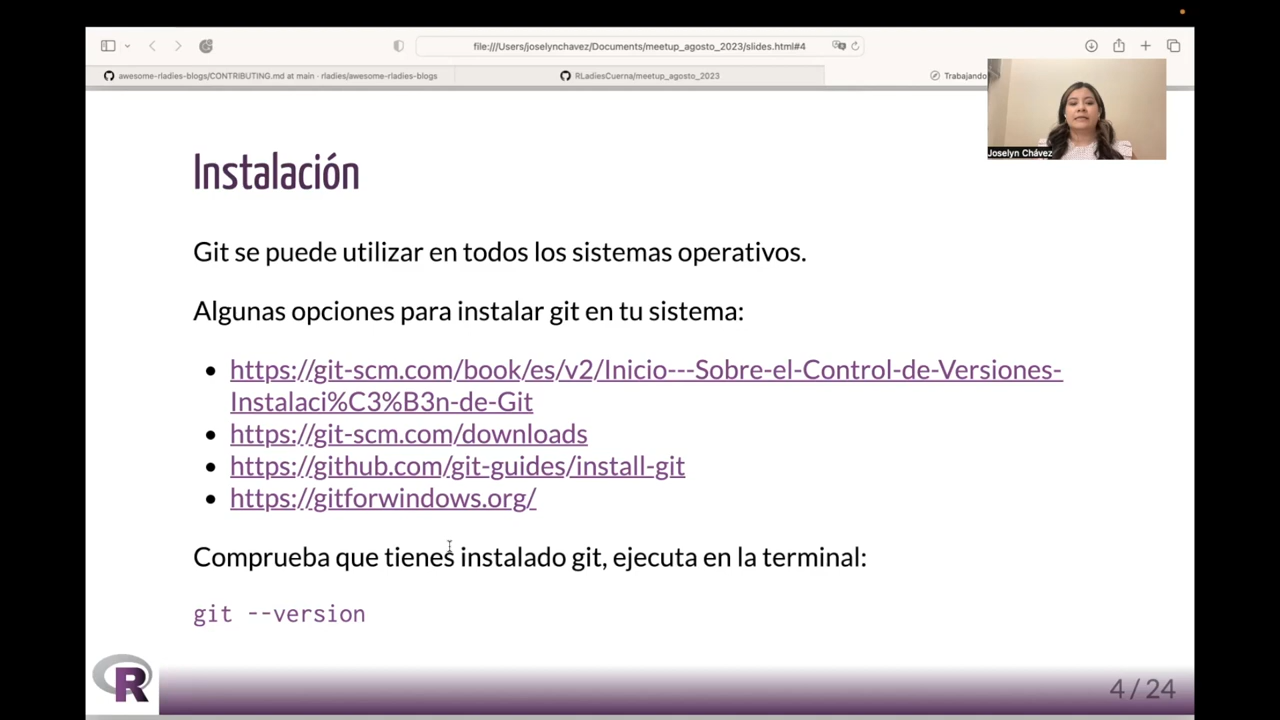 file:///Users/joselynchavez/Documents/meetup_agosto_2023/slides.html#4
awesome-rladies-blogs/CONTRIBUTING.md at main · rladies/awesome-rladies-blogs
RLadiesCuerna/meetup_agosto_2023
Trabajando
Joselyn Chávez
Instalación
Git se puede utilizar en todos los sistemas operativos.
Algunas opciones para instalar git en tu sistema:
• https://git-scm.com/book/es/v2/Inicio---Sobre-el-Control-de-Versiones-
Instalaci%C3%B3n-de-Git
• https://git-scm.com/downloads
• https://github.com/git-guides/install-git
• https://gitforwindows.org/
Comprueba que tienes instalado git, ejecuta en la terminal:
git --version
R
4 / 24